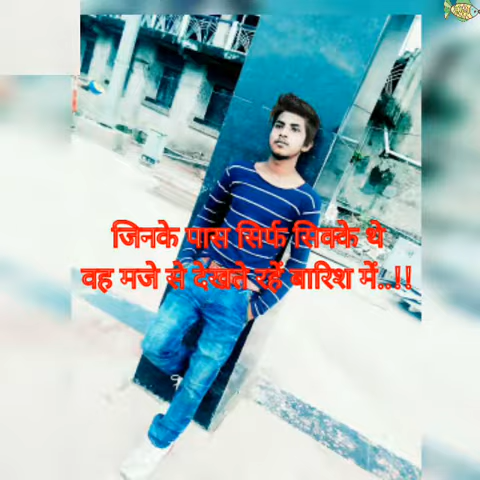 जिनके पास सिर्फ सिक्के थे
वह मजे से देखते रहें बारिश में..!!